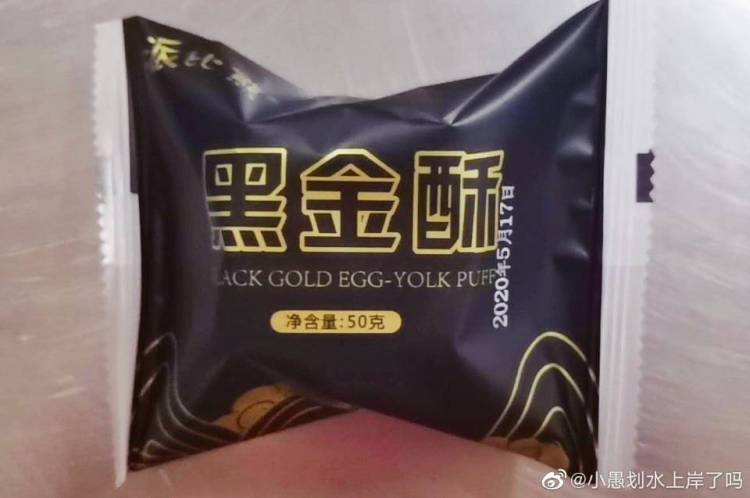 黑金酥
BLACK GOLD EGG-YOLK PUFF
净含量:50克
2020年5月17日
@小愚划水上岸了吗